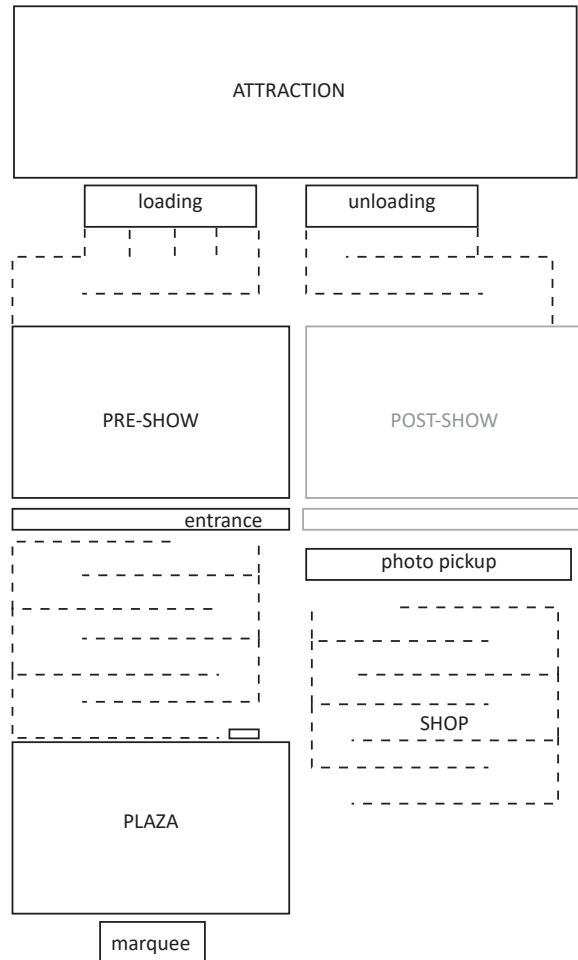 ATTRACTION
loading
unloading
PRE-SHOW
POST-SHOW
entrance
photo pickup
SHOP
PLAZA
marquee